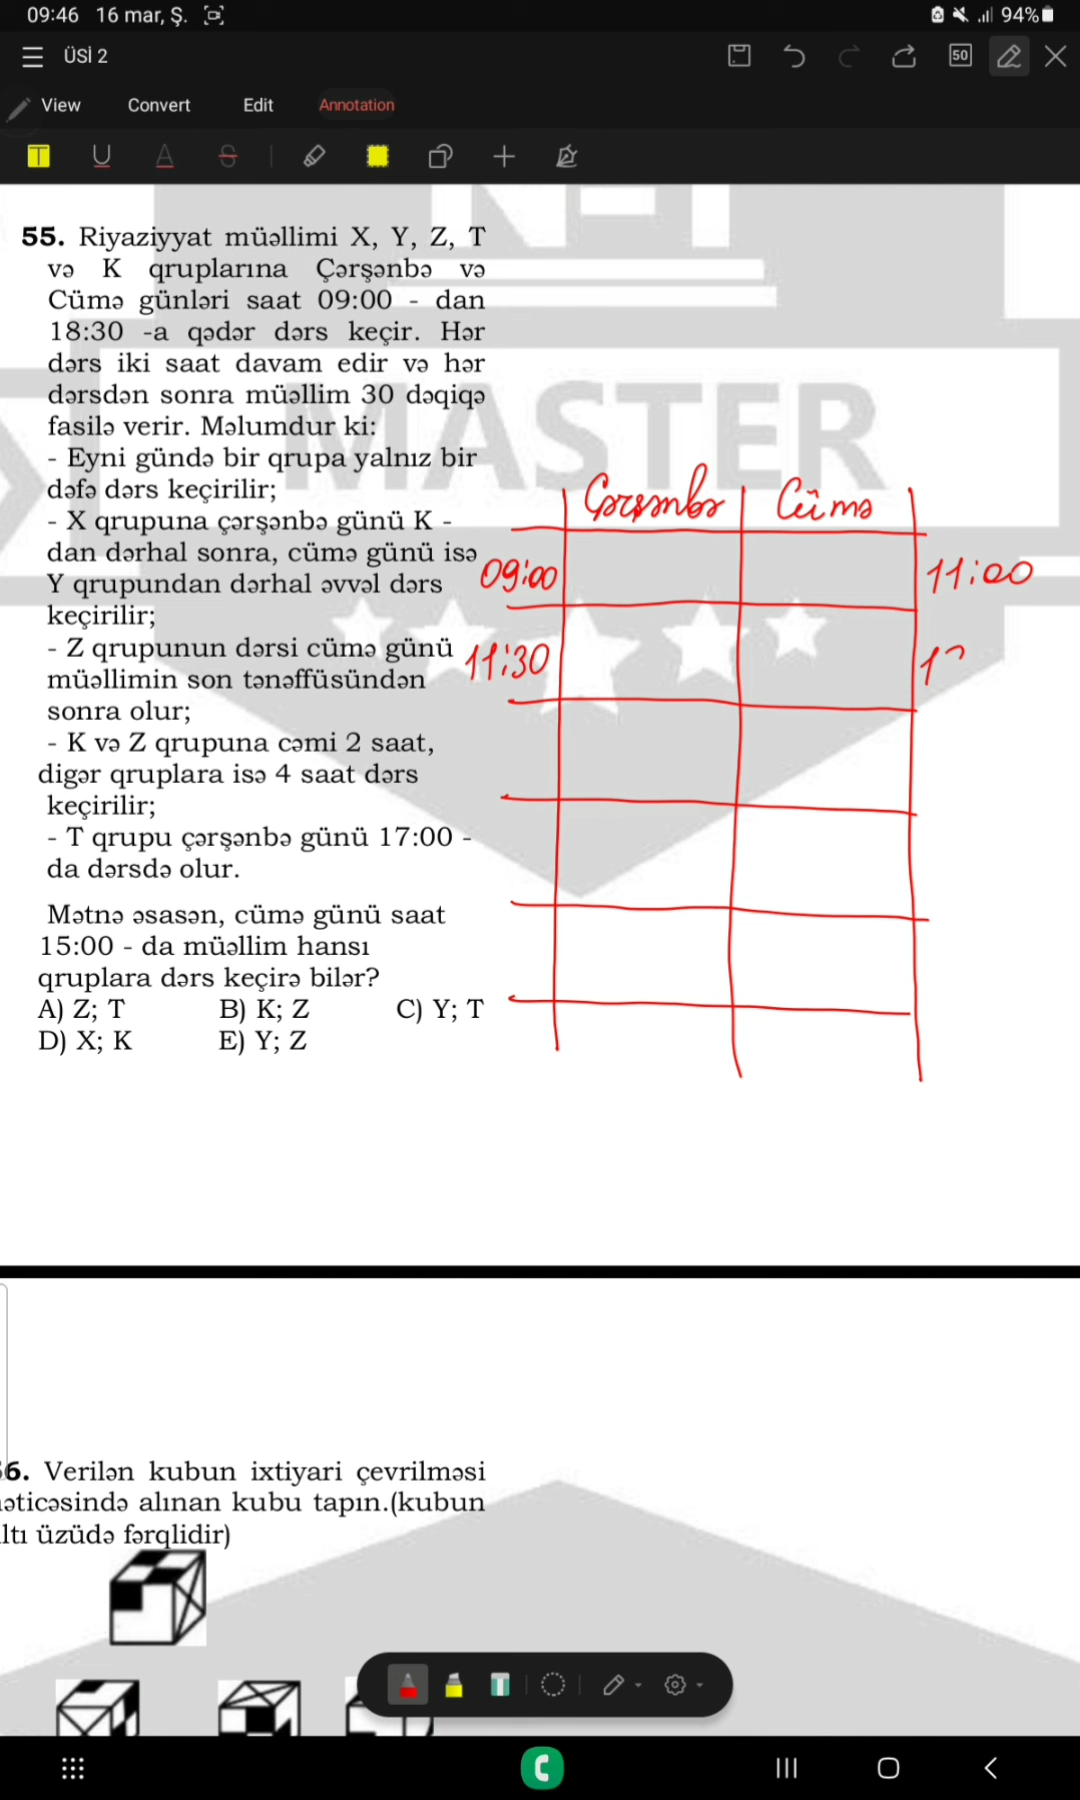 09:46 16 mar, Ş. 94%
ÜSİ 2 50
View Convert Edit Annotation
T U A S
MASTER
55. Riyaziyyat müəllimi X, Y, Z, T
və K qruplarına Çərşənbə və
Cümə günləri saat 09:00 - dan
18:30 -a qədər dərs keçir. Hər
dərs iki saat davam edir və hər
dərsdən sonra müəllim 30 dəqiqə
fasilə verir. Məlumdur ki:
- Eyni gündə bir qrupa yalnız bir
dəfə dərs keçirilir;
- X qrupuna çərşənbə günü K -
dan dərhal sonra, cümə günü isə
Y qrupundan dərhal əvvəl dərs
keçirilir;
- Z qrupunun dərsi cümə günü
müəllimin son tənəffüsündən
sonra olur;
- K və Z qrupuna cəmi 2 saat,
digər qruplara isə 4 saat dərs
keçirilir;
- T qrupu çərşənbə günü 17:00 -
da dərsdə olur.
Mətnə əsasən, cümə günü saat
15:00 - da müəllim hansı
qruplara dərs keçirə bilər?
A) Z; T B) K; Z C) Y; T
D) X; K E) Y; Z
Çərşənbə Cümə
09:00 11:00
11:30 1
6. Verilən kubun ixtiyari çevrilməsi
əticəsində alınan kubu tapın.(kubun
ltı üzüdə fərqlidir)